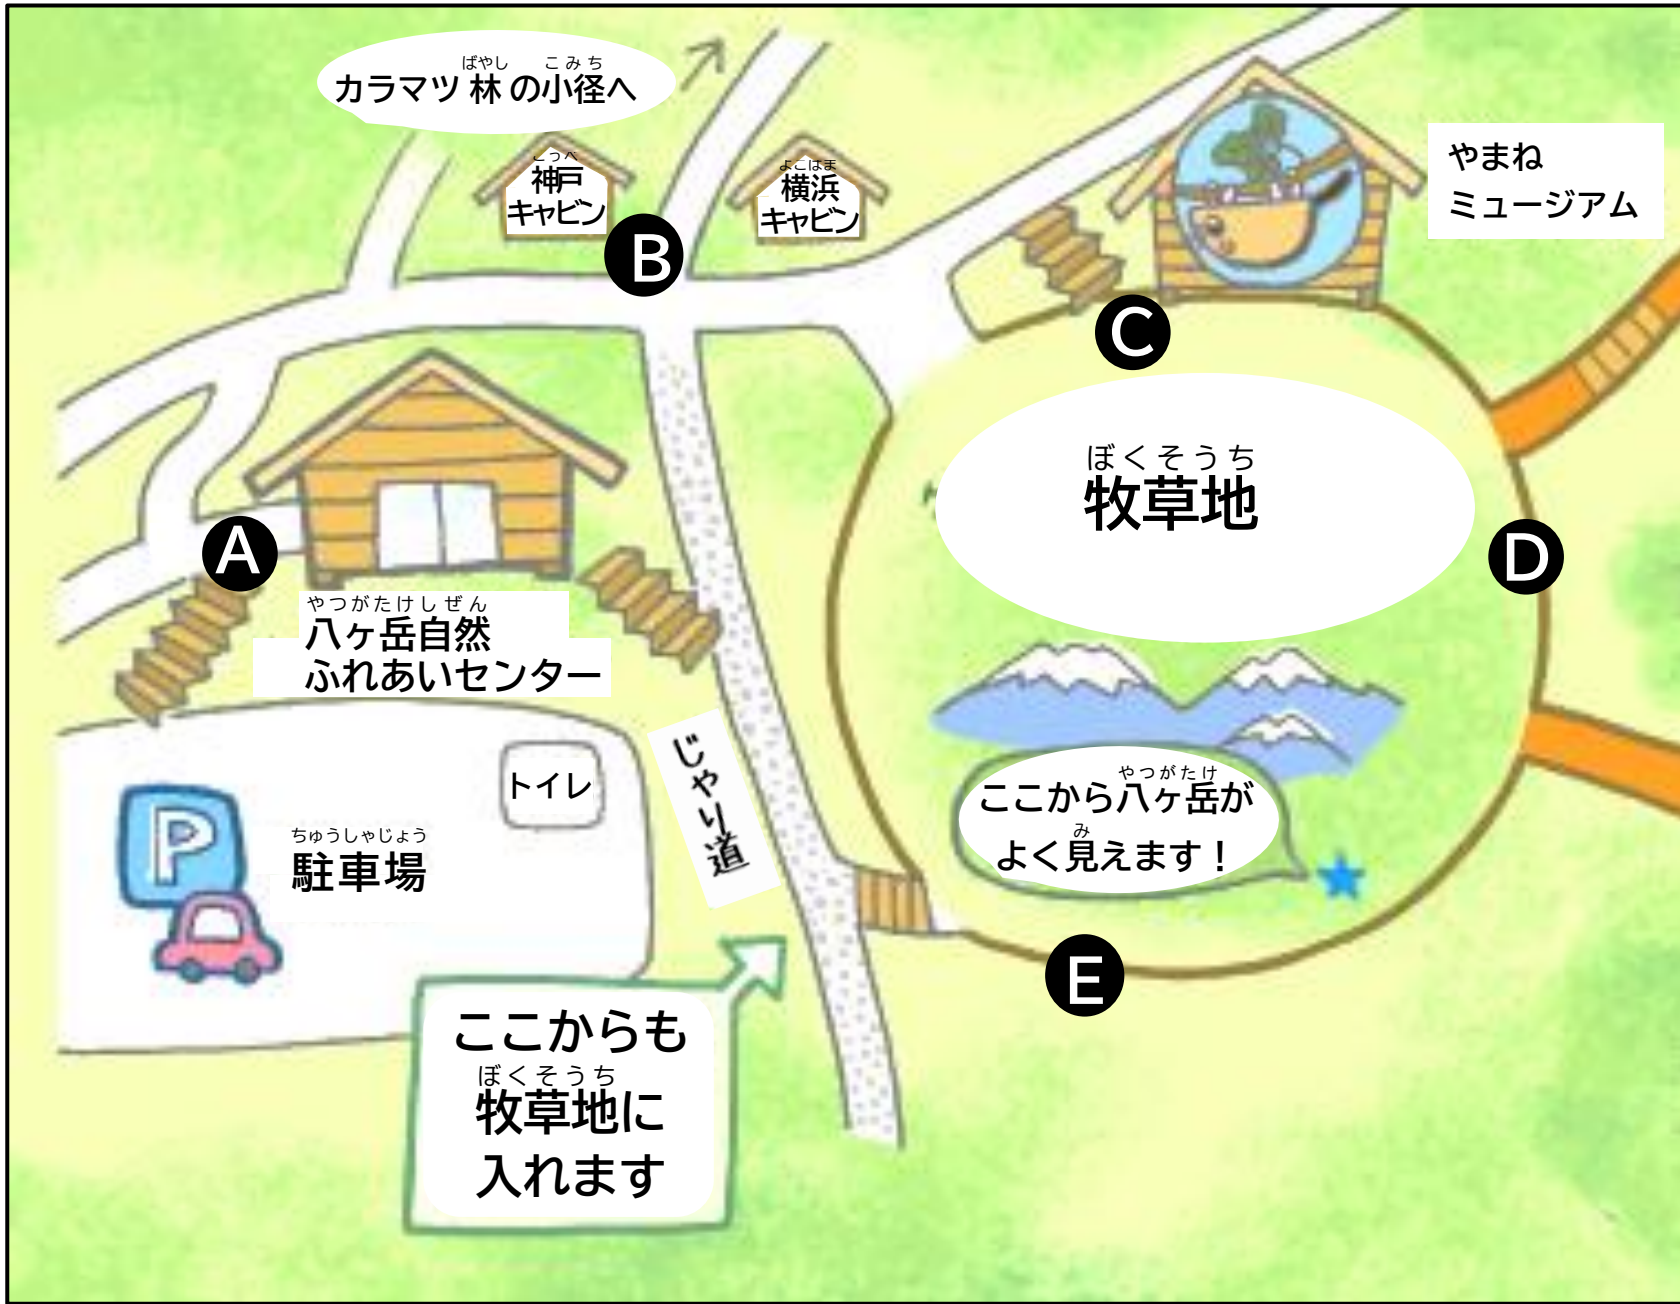 ばやし こみち
カラマツ林の小径へ
こうべ
神戸
キャビン
よこはま
横浜
キャビン
B
やまね
ミュージアム
C
ぼくそうち
牧草地
A
D
やつがたけしぜん
八ヶ岳自然
ふれあいセンター
じゃり道
トイレ
P
ちゅうしゃじょう
駐車場
やつがたけ
ここから八ヶ岳が
み
よく見えます!
E
ここからも
ぼくそうち
牧草地に
入れます